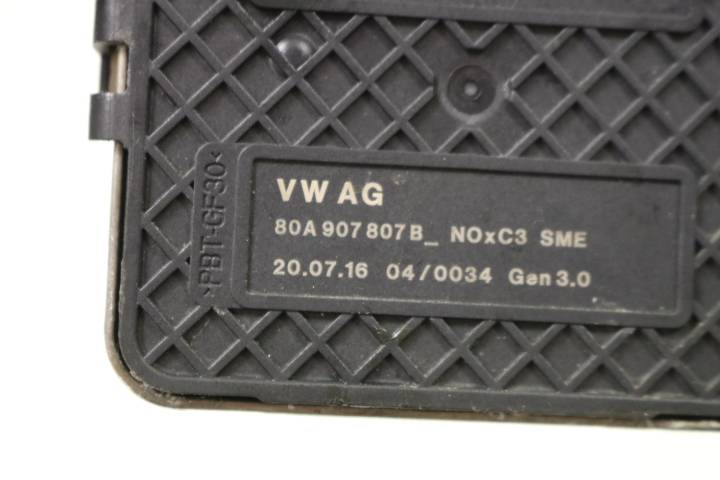 VW AG
80A 907 807 B_ NOxC3 SME
20.07.16 04/0034 Gen 3.0
>PBT-GF30<